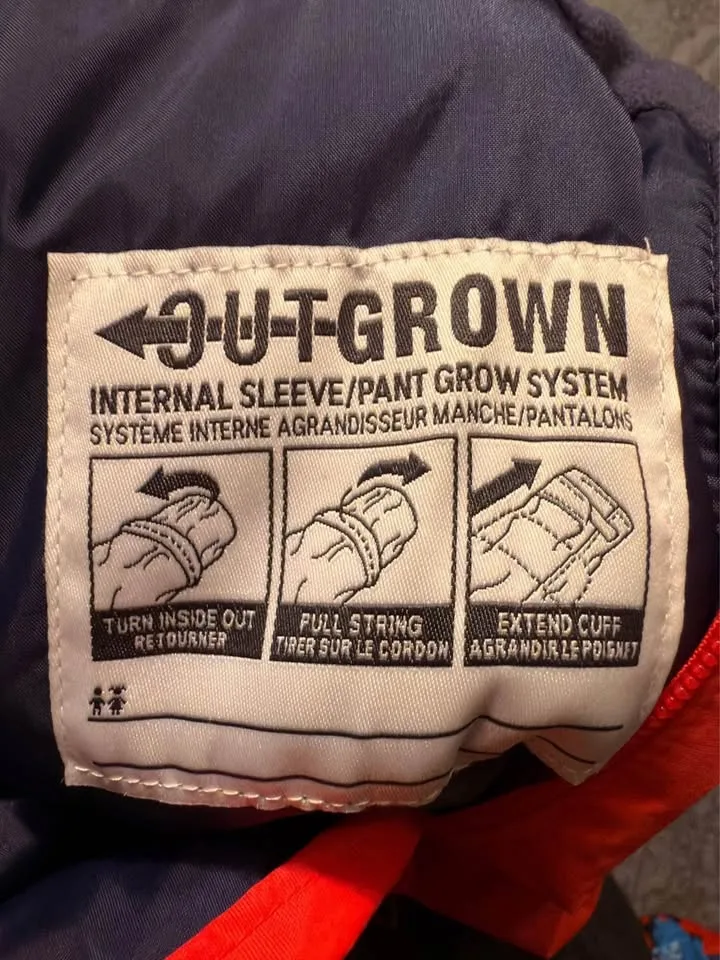 OUTGROWN
INTERNAL SLEEVE/PANT GROW SYSTEM
SYSTÈME INTERNE AGRANDISSEUR MANCHE/PANTALONS
TURN INSIDE OUT
RETOURNER
PULL STRING
TIRER SUR LE CORDON
EXTEND CUFF
AGRANDIR LE POIGNET